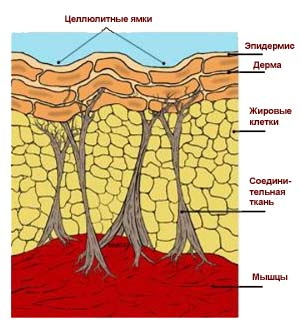 Целлюлитные ямки
Эпидермис
Дерма
Жировые
клетки
Соедини-
тельная
ткань
Мышцы